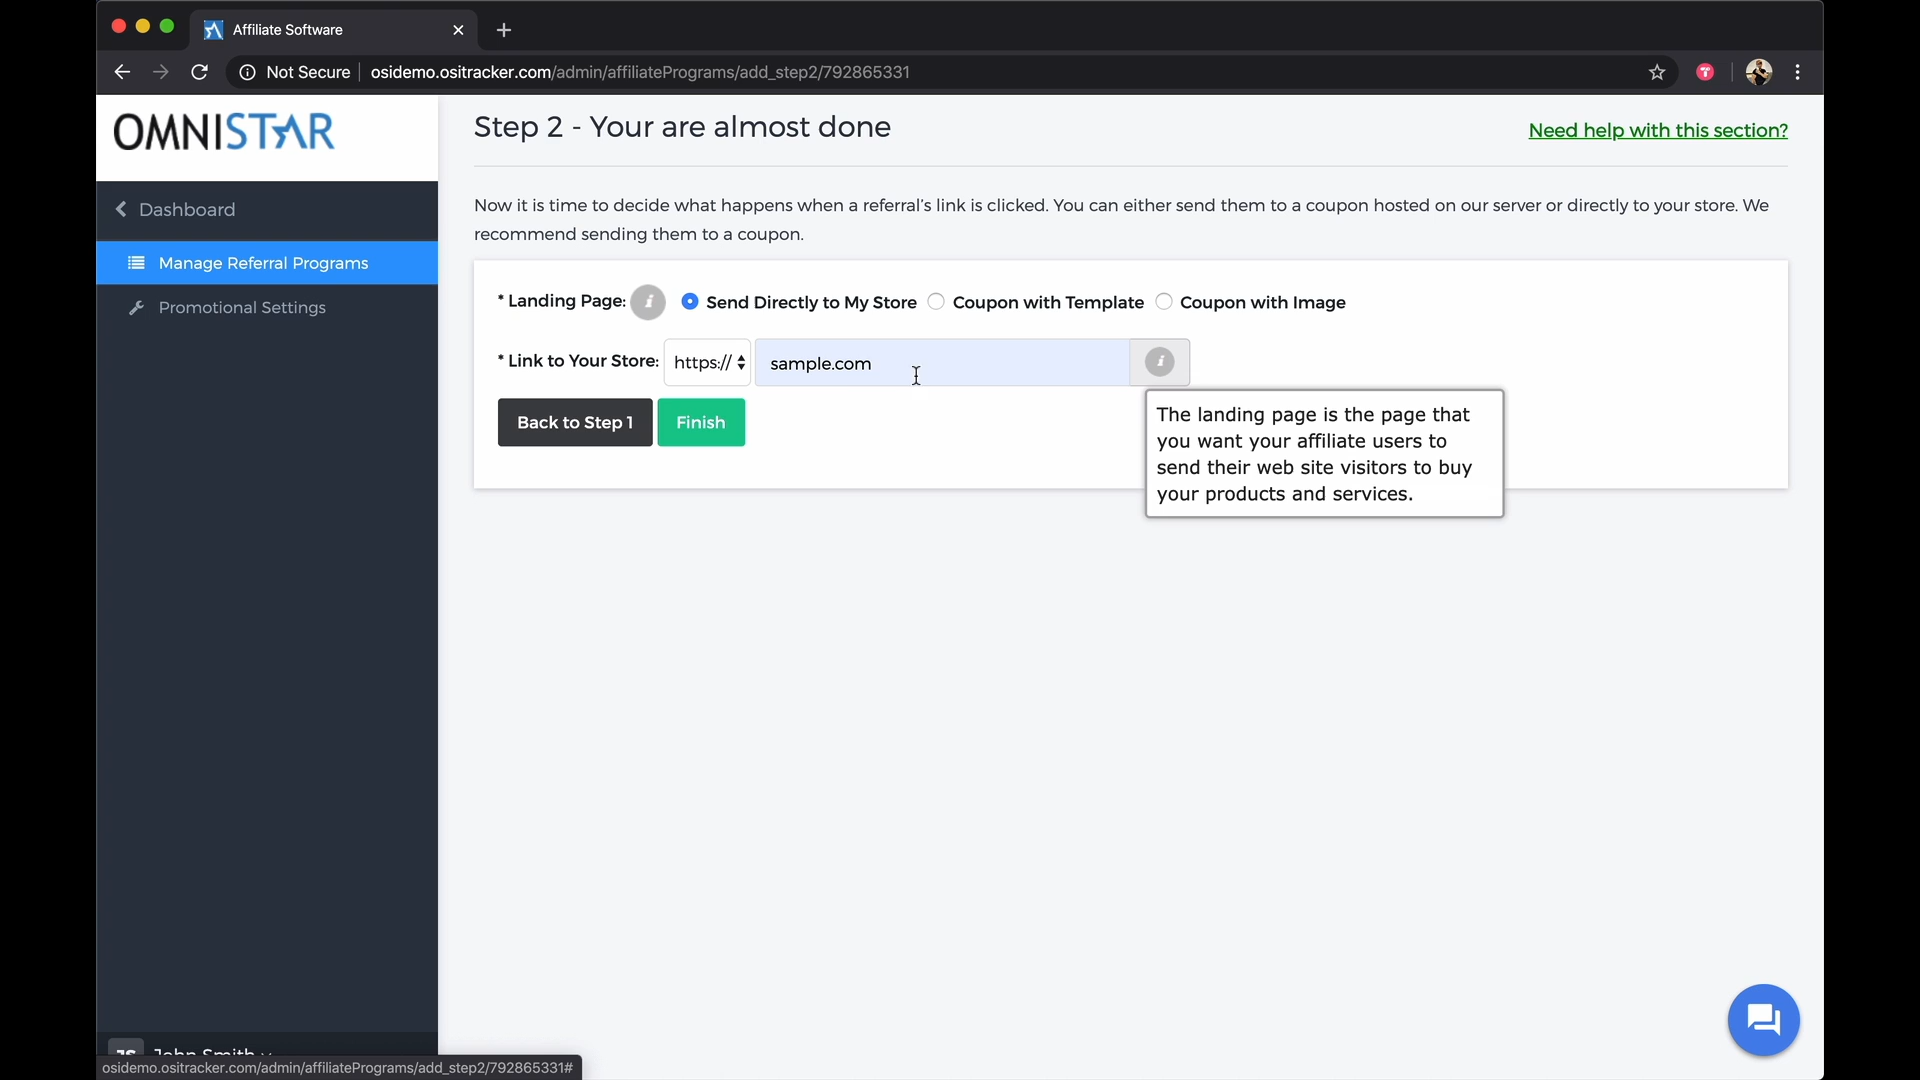 Affiliate Software
Not Secure osidemo.ositracker.com/admin/affiliatePrograms/add_step2/792865331
OMNISTAR
Step 2 - Your are almost done
Need help with this section?
Dashboard
Manage Referral Programs
Promotional Settings
Now it is time to decide what happens when a referral's link is clicked. You can either send them to a coupon hosted on our server or directly to your store. We
recommend sending them to a coupon.
* Landing Page: i Send Directly to My Store Coupon with Template Coupon with Image
* Link to Your Store: https:// sample.com i
Back to Step 1 Finish
The landing page is the page that
you want your affiliate users to
send their web site visitors to buy
your products and services.
JS John Smith
osidemo.ositracker.com/admin/affiliatePrograms/add_step2/792865331#